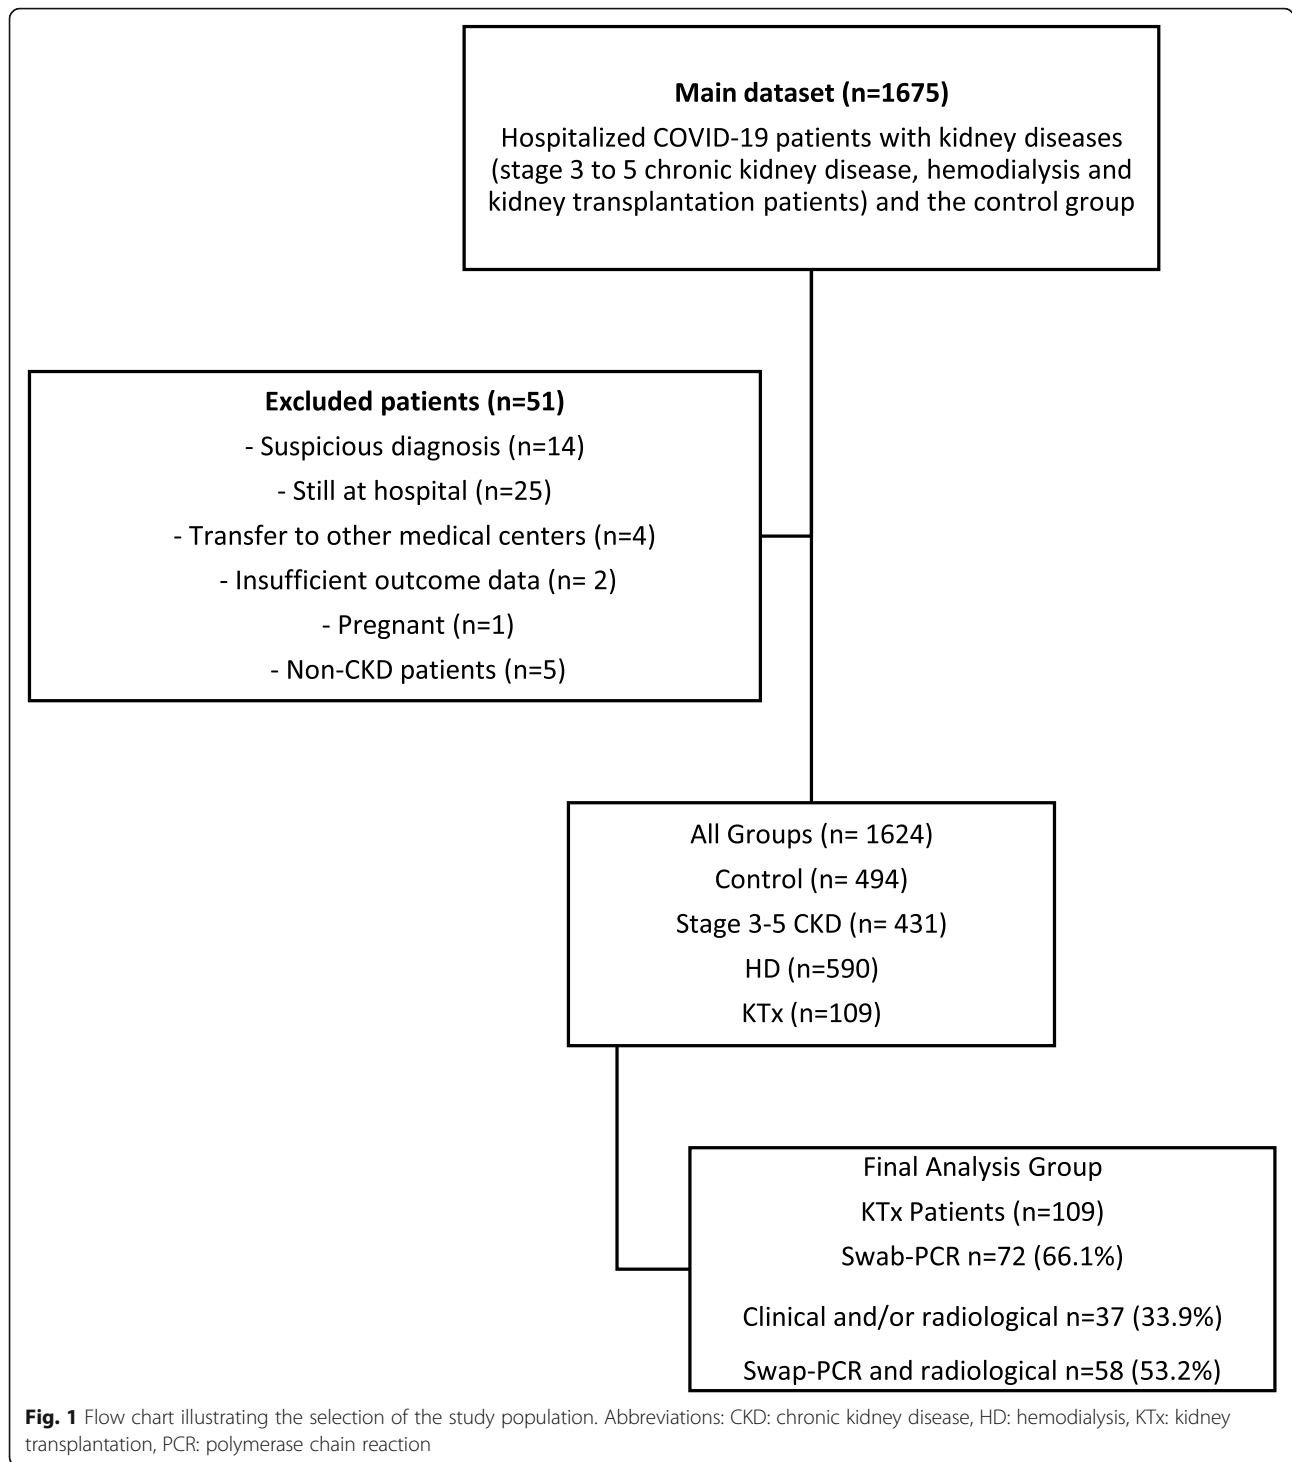 Main dataset (n=1675)
Hospitalized COVID-19 patients with kidney diseases
(stage 3 to 5 chronic kidney disease, hemodialysis and
kidney transplantation patients) and the control group
Excluded patients (n=51)
- Suspicious diagnosis (n=14)
- Still at hospital (n=25)
- Transfer to other medical centers (n=4)
- Insufficient outcome data (n= 2)
- Pregnant (n=1)
- Non-CKD patients (n=5)
All Groups (n= 1624)
Control (n= 494)
Stage 3-5 CKD (n= 431)
HD (n=590)
KTx (n=109)
Final Analysis Group
KTx Patients (n=109)
Swab-PCR n=72 (66.1%)
Clinical and/or radiological n=37 (33.9%)
Swap-PCR and radiological n=58 (53.2%)
Fig. 1 Flow chart illustrating the selection of the study population. Abbreviations: CKD: chronic kidney disease, HD: hemodialysis, KTx: kidney
transplantation, PCR: polymerase chain reaction